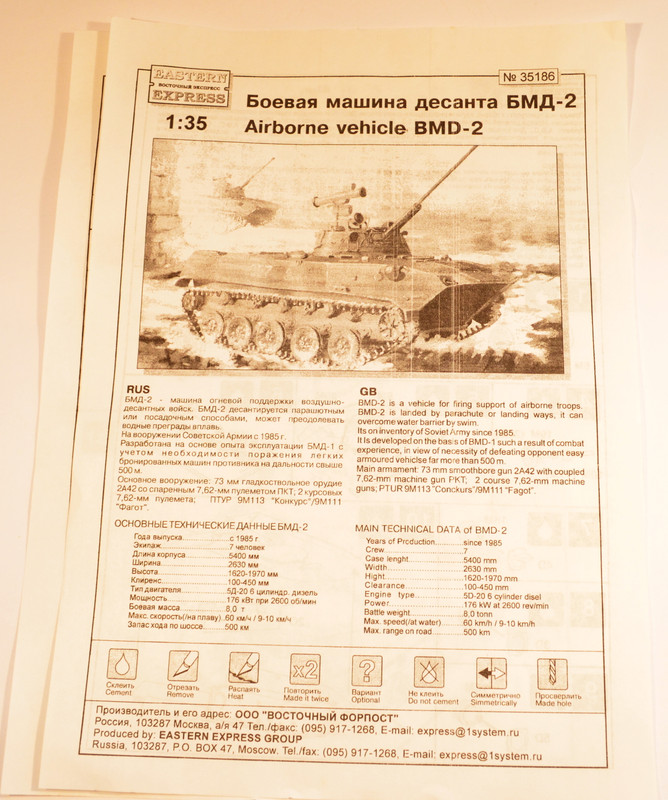 EASTERN
ВОСТОЧНЫЙ ЭКСПРЕСС
EXPRESS
№ 35186
1:35
Боевая машина десанта БМД-2
Airborne vehicle BMD-2
RUS
БМД-2 - машина огневой поддержки воздушно-
десантных войск. БМД-2 десантируется парашютным
или посадочным способами, может преодолевать
водные преграды вплавь.
На вооружении Советской Армии с 1985 г.
Разработана на основе опыта эксплуатации БМД-1 с
учетом необходимости поражения легких
бронированных машин противника на дальности свыше
500 м.
Основное вооружение: 73 мм гладкоствольное орудие
2А42 со спаренным 7,62-мм пулеметом ПКТ; 2 курсовых
7,62-мм пулемета; ПТУР 9М113 "Конкурс"/9М111
"Фагот".
GB
BMD-2 is a vehicle for firing support of airborne troops.
BMD-2 is landed by parachute or landing ways, it can
overcome water barrier by swim.
Its on inventory of Soviet Army since 1985.
It Is developed on the basis of BMD-1 such a result of combat
experience, in view of necessity of defeating opponent easy
armoured vehiclse far more than 500 m.
Main armament: 73 mm smoothbore gun 2A42 with coupled
7,62-mm machine gun PKT; 2 course 7,62-mm machine
guns; PTUR 9M113 "Conckurs"/9M111 "Fagot".
ОСНОВНЫЕ ТЕХНИЧЕСКИЕ ДАННЫЕ БМД-2
Года выпуска..........с 1985 г.
Экипаж..........7 человек
Длина корпуса..........5400 мм
Ширина..........2630 мм
Высота..........1620-1970 мм
Клиренс..........100-450 мм
Тип двигателя..........5Д-20 6 цилиндр. дизель
Мощность..........176 кВт при 2600 об/мин
Боевая масса..........8,0 т
Макс. скорость(/на плаву)..60 км/ч / 9-10 км/ч
Запас хода по шоссе..........500 км
MAIN TECHNICAL DATA of BMD-2
Years of Production..........since 1985
Crew..........7
Case lenght..........5400 mm
Width..........2630 mm
Hight..........1620-1970 mm
Clearance..........100-450 mm
Engine type..........5D-20 6 cylinder disel
Power..........176 kW at 2600 rev/min
Battle weight..........8.0 tonn
Max. speed(/at water)..........60 km/h / 9-10 km/h
Max. range on road..........500 km
x2
?
Склеить
Cement
Отрезать
Remove
Распаять
Heat
Повторить
Made it twice
Вариант
Optional
Не клеить
Do not cement
Симметрично
Simmetrically
Просверлить
Made hole
Производитель и его адрес: ООО "ВОСТОЧНЫЙ ФОРПОСТ"
Россия, 103287 Москва, а/я 47 Тел./факс: (095) 917-1268, E-mail: express@1system.ru
Produced by: EASTERN EXPRESS GROUP
Russia, 103287, P.O. BOX 47, Moscow. Tel./fax: (095) 917-1268, E-mail: express@1system.ru